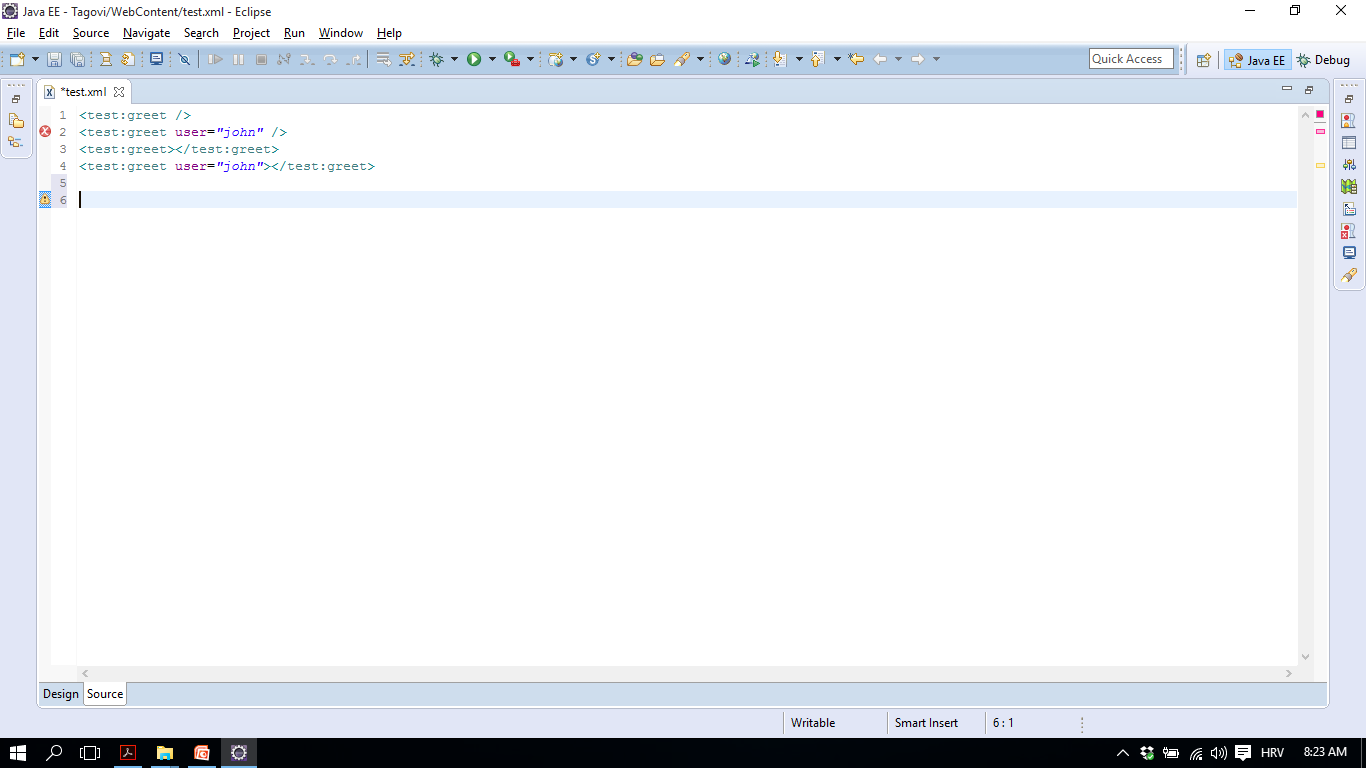 Java EE - Tagovi/WebContent/test.xml - Eclipse
File Edit Source Navigate Search Project Run Window Help
Quick Access Java EE Debug
*test.xml
1 <test:greet />
2 <test:greet user="john" />
3 <test:greet></test:greet>
4 <test:greet user="john"></test:greet>
5
6
Design Source
Writable Smart Insert 6 : 1
HRV 8:23 AM